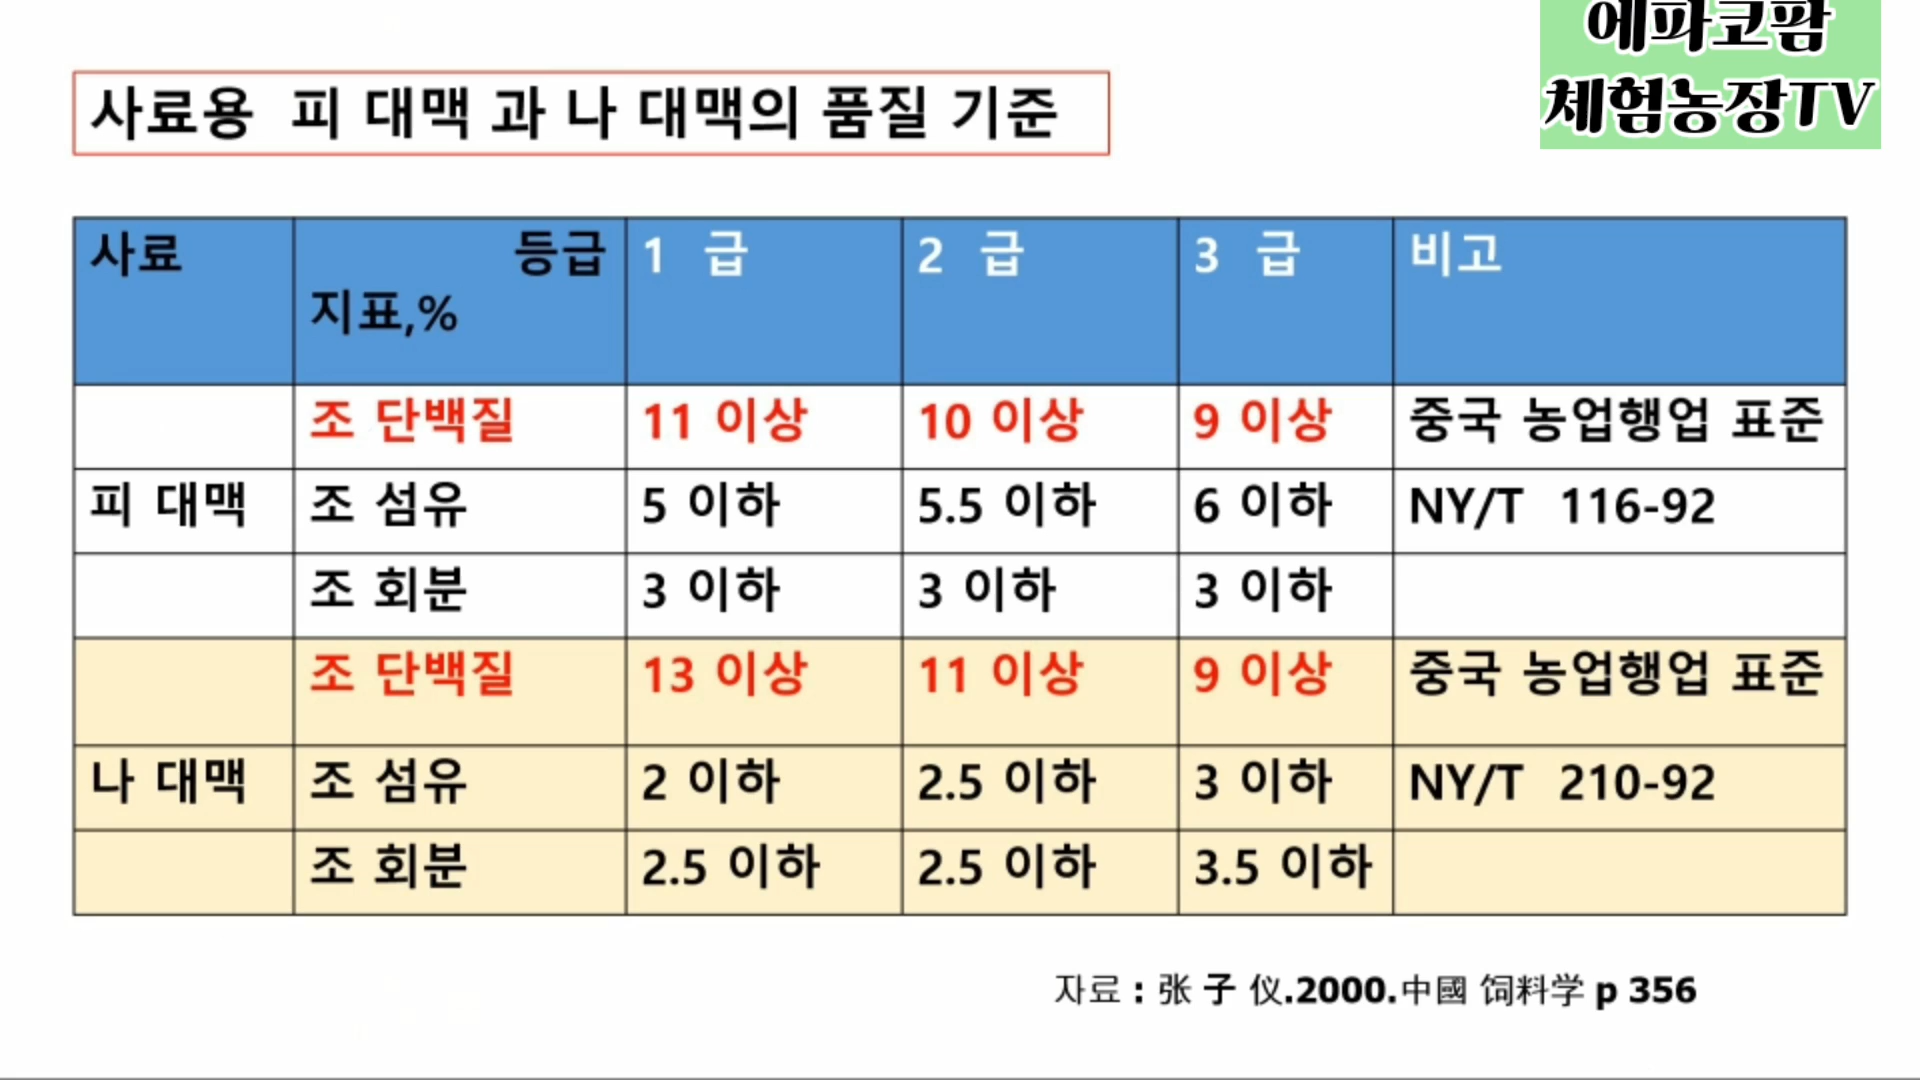 에파코팜
체험농장TV
사료용 피 대맥 과 나 대맥의 품질 기준
사료 등급 1 급 2 급 3 급 비고
지표,%
조 단백질 11 이상 10 이상 9 이상 중국 농업행업 표준
피 대맥 조 섬유 5 이하 5.5 이하 6 이하 NY/T 116-92
조 회분 3 이하 3 이하 3 이하
조 단백질 13 이상 11 이상 9 이상 중국 농업행업 표준
나 대맥 조 섬유 2 이하 2.5 이하 3 이하 NY/T 210-92
조 회분 2.5 이하 2.5 이하 3.5 이하
자료 : 张 子 仪.2000.中國 饲料学 p 356